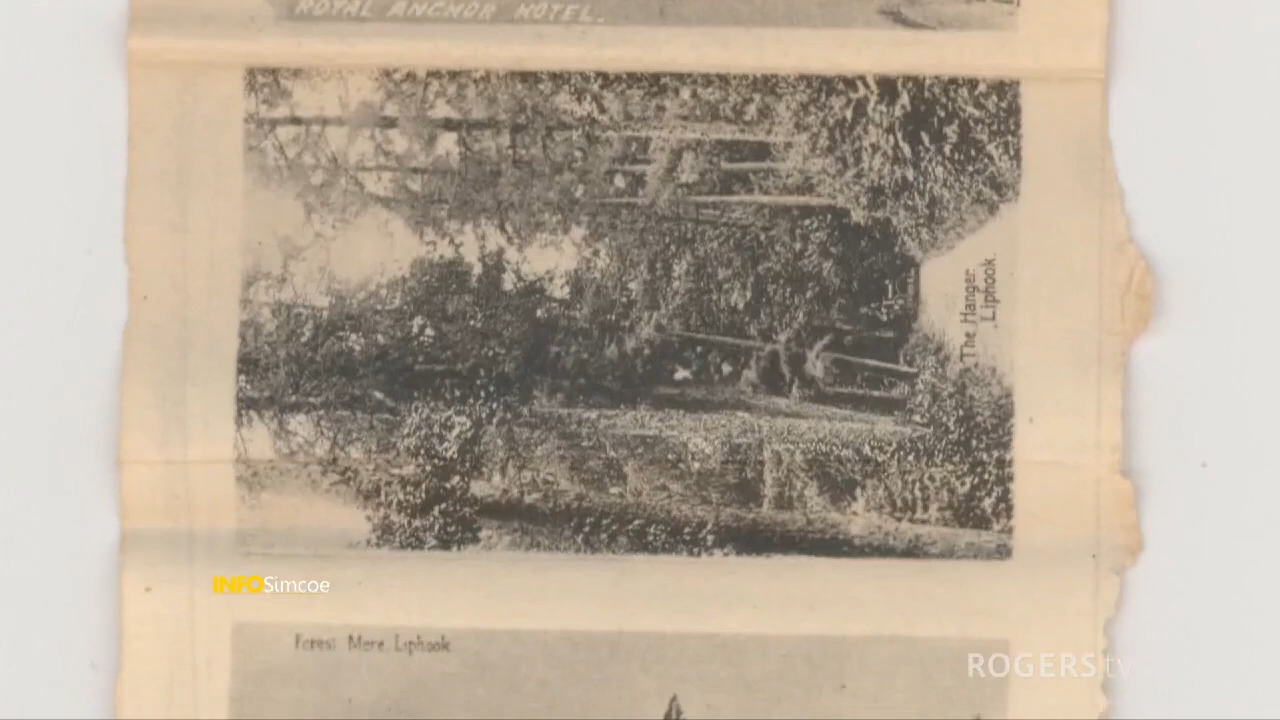 ROYAL ANCHOR HOTEL.
The Hanger.
Liphook.
INFOSimcoe
Forest Mere, Liphook
ROGERS tv